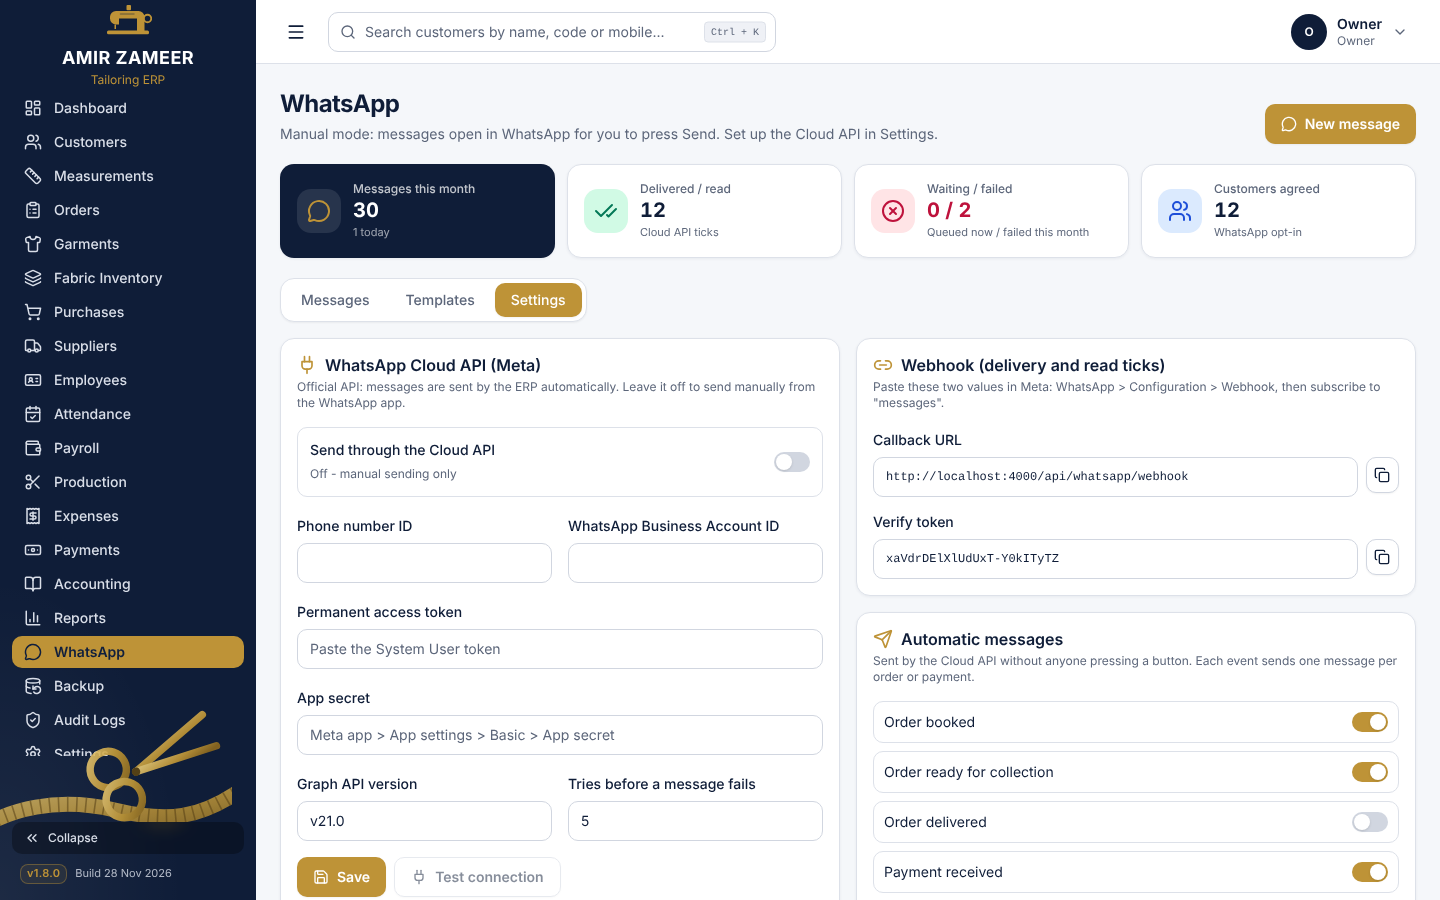 AMIR ZAMEER
Tailoring ERP
Dashboard
Customers
Measurements
Orders
Garments
Fabric Inventory
Purchases
Suppliers
Employees
Attendance
Payroll
Production
Expenses
Payments
Accounting
Reports
WhatsApp
Backup
Audit Logs
Settings
Collapse
v1.8.0 Build 28 Nov 2026
Search customers by name, code or mobile... Ctrl + K
O
Owner
Owner
WhatsApp
Manual mode: messages open in WhatsApp for you to press Send. Set up the Cloud API in Settings.
New message
Messages this month
30
1 today
Delivered / read
12
Cloud API ticks
Waiting / failed
0 / 2
Queued now / failed this month
Customers agreed
12
WhatsApp opt-in
Messages Templates Settings
WhatsApp Cloud API (Meta)
Official API: messages are sent by the ERP automatically. Leave it off to send manually from
the WhatsApp app.
Send through the Cloud API
Off - manual sending only
Phone number ID WhatsApp Business Account ID
Permanent access token
Paste the System User token
App secret
Meta app > App settings > Basic > App secret
Graph API version Tries before a message fails
v21.0 5
Save Test connection
Webhook (delivery and read ticks)
Paste these two values in Meta: WhatsApp > Configuration > Webhook, then subscribe to
"messages".
Callback URL
http://localhost:4000/api/whatsapp/webhook
Verify token
xaVdrDElXlUdUxT-Y0kITyTZ
Automatic messages
Sent by the Cloud API without anyone pressing a button. Each event sends one message per
order or payment.
Order booked
Order ready for collection
Order delivered
Payment received